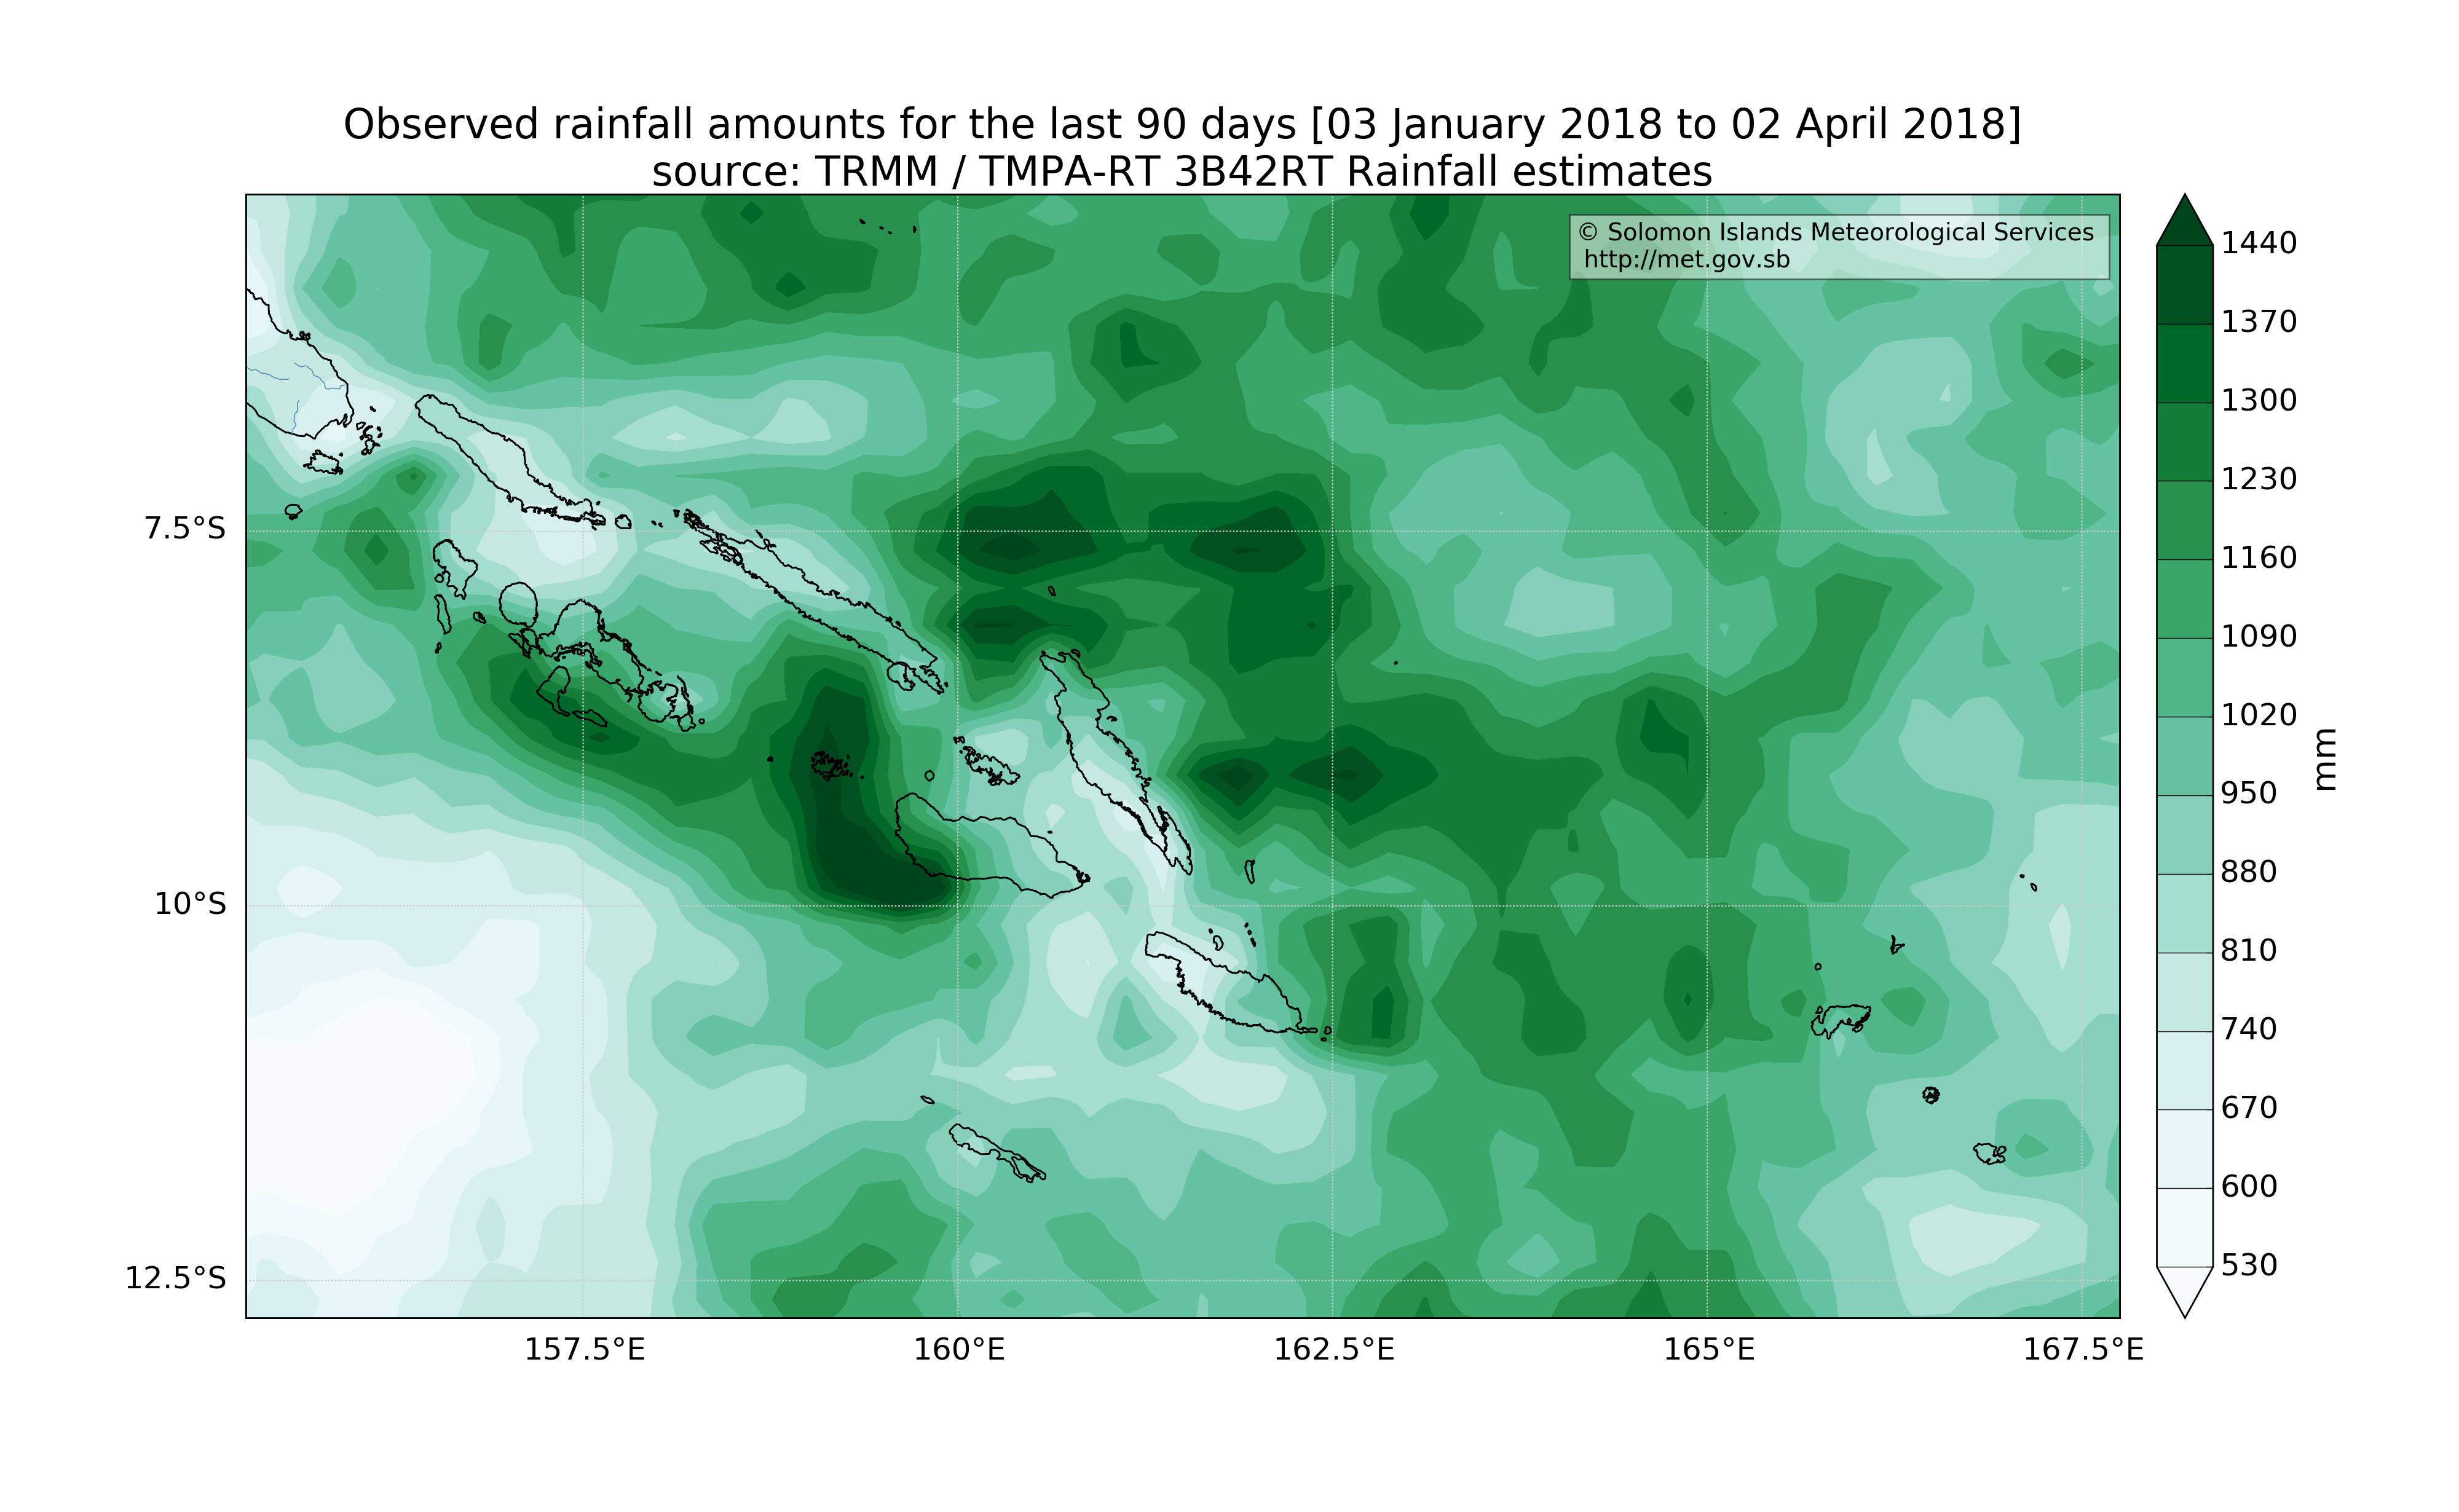 Observed rainfall amounts for the last 90 days [03 January 2018 to 02 April 2018]
source: TRMM / TMPA-RT 3B42RT Rainfall estimates
© Solomon Islands Meteorological Services
http://met.gov.sb
7.5°S
10°S
12.5°S
157.5°E
160°E
162.5°E
165°E
167.5°E
1440
1370
1300
1230
1160
1090
1020
950
880
810
740
670
600
530
mm